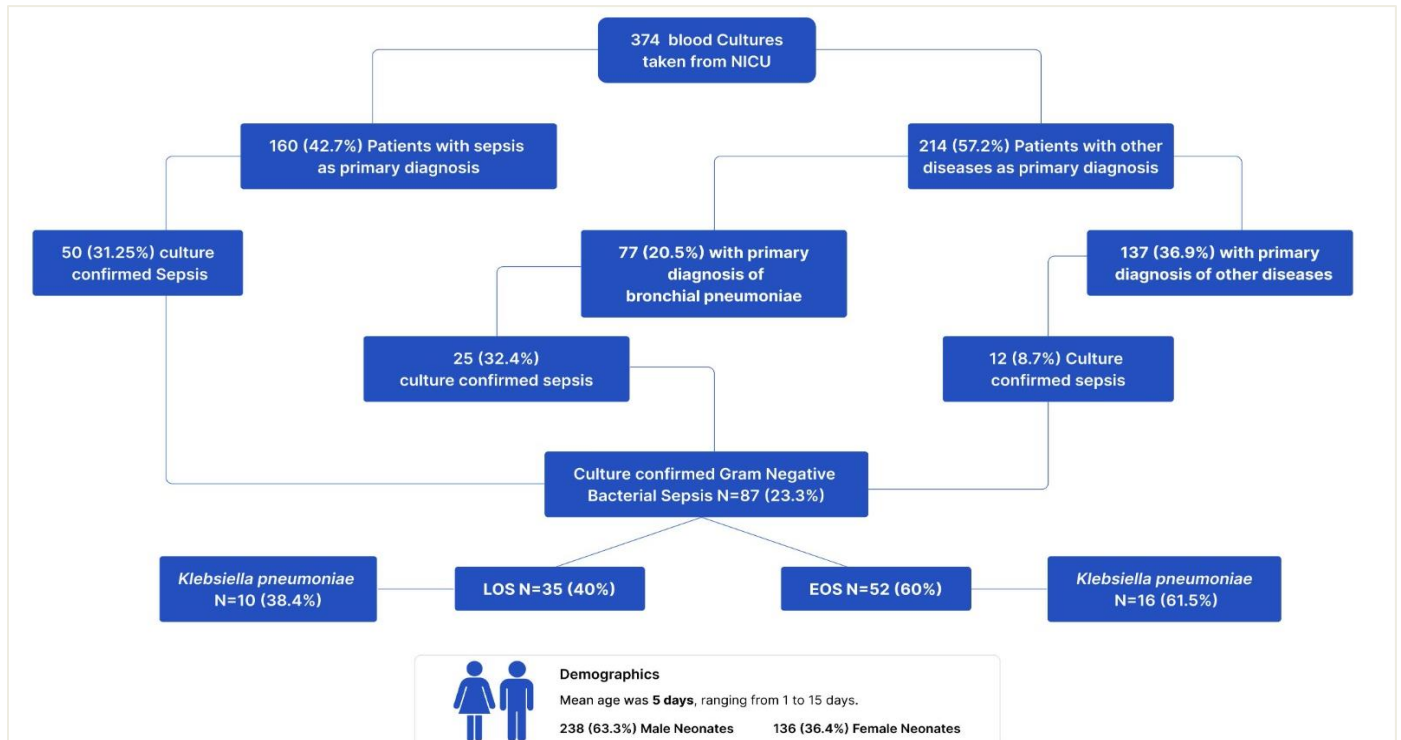 374 blood Cultures
taken from NICU
160 (42.7%) Patients with sepsis
as primary diagnosis
214 (57.2%) Patients with other
diseases as primary diagnosis
50 (31.25%) culture
confirmed Sepsis
77 (20.5%) with primary
diagnosis of
bronchial pneumoniae
137 (36.9%) with primary
diagnosis of other diseases
25 (32.4%)
culture confirmed sepsis
12 (8.7%) Culture
confirmed sepsis
Culture confirmed Gram Negative
Bacterial Sepsis N=87 (23.3%)
Klebsiella pneumoniae
N=10 (38.4%)
LOS N=35 (40%)
EOS N=52 (60%)
Klebsiella pneumoniae
N=16 (61.5%)
Demographics
Mean age was 5 days, ranging from 1 to 15 days.
238 (63.3%) Male Neonates 136 (36.4%) Female Neonates